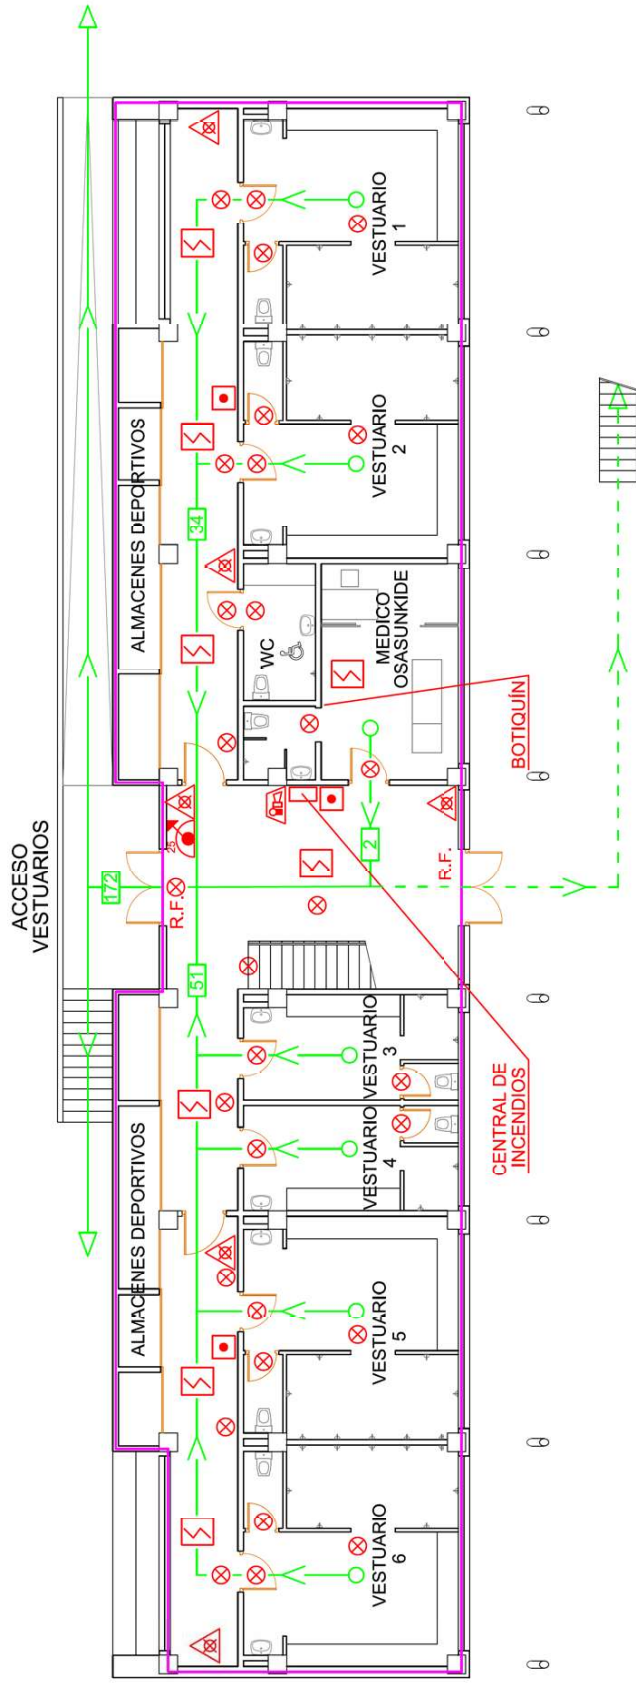 ACCESO
VESTUARIOS
172
ALMACENES DEPORTIVOS
ALMACENES DEPORTIVOS
R.F.
25
51
34
2
R.F.
WC
MEDICO
OSASUNKIDE
VESTUARIO
1
VESTUARIO
2
VESTUARIO
3
VESTUARIO
4
VESTUARIO
5
VESTUARIO
6
BOTIQUÍN
CENTRAL DE
INCENDIOS